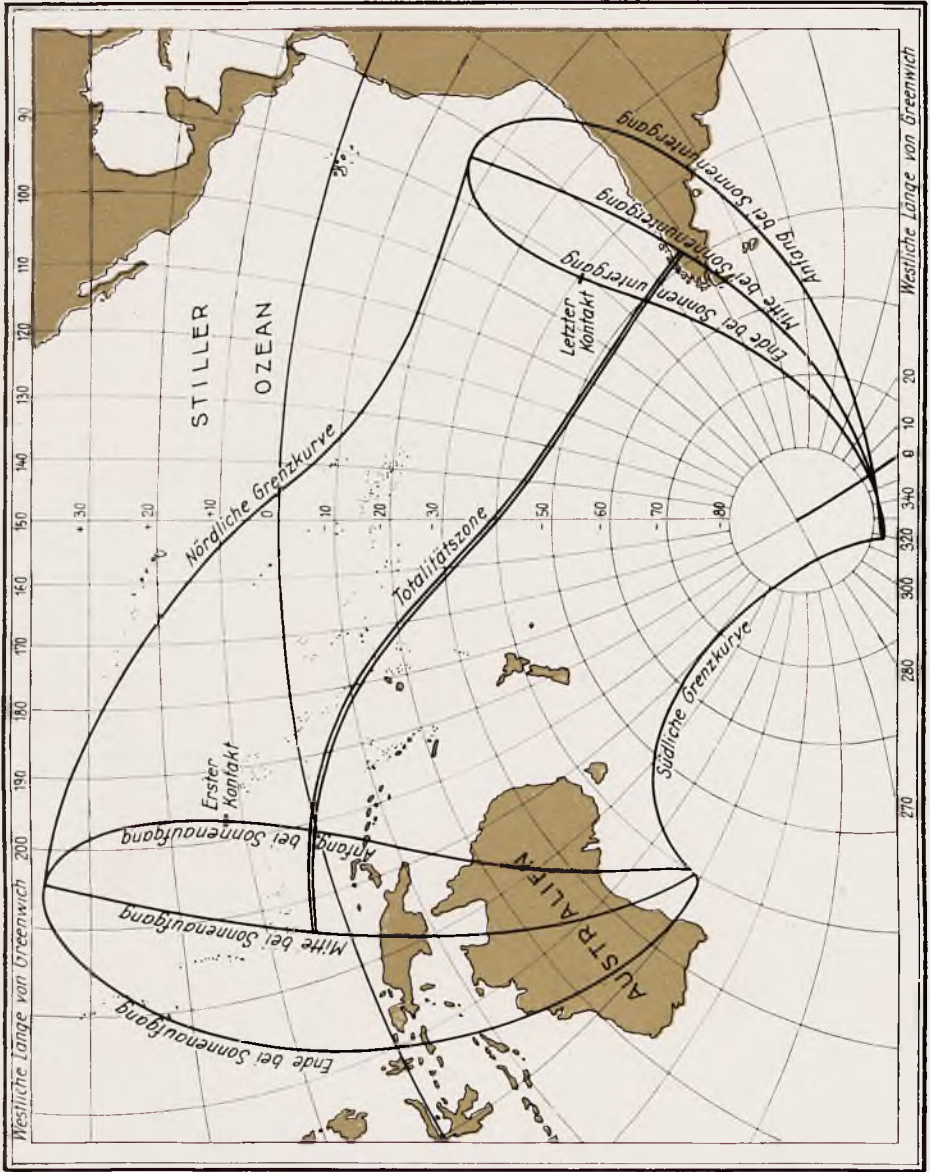 Westliche Länge von Greenwich
90
100
110
120
130
140
150
160
170
180
190
200
Westliche Länge von Greenwich
STILLER
OZEAN
+30
+20
+10
0
-10
-20
-30
-50
-60
-70
-80
Nördliche Grenzkurve
Totalitätszone
Südliche Grenzkurve
Erster
Kontakt
Letzter
Kontakt
Anfang bei Sonnenaufgang
Mitte bei Sonnenaufgang
Ende bei Sonnenaufgang
Anfang bei Sonnenuntergang
Mitte bei Sonnenuntergang
Ende bei Sonnenuntergang
AUSTRALIEN
20
10
0
340
320
300
280
270